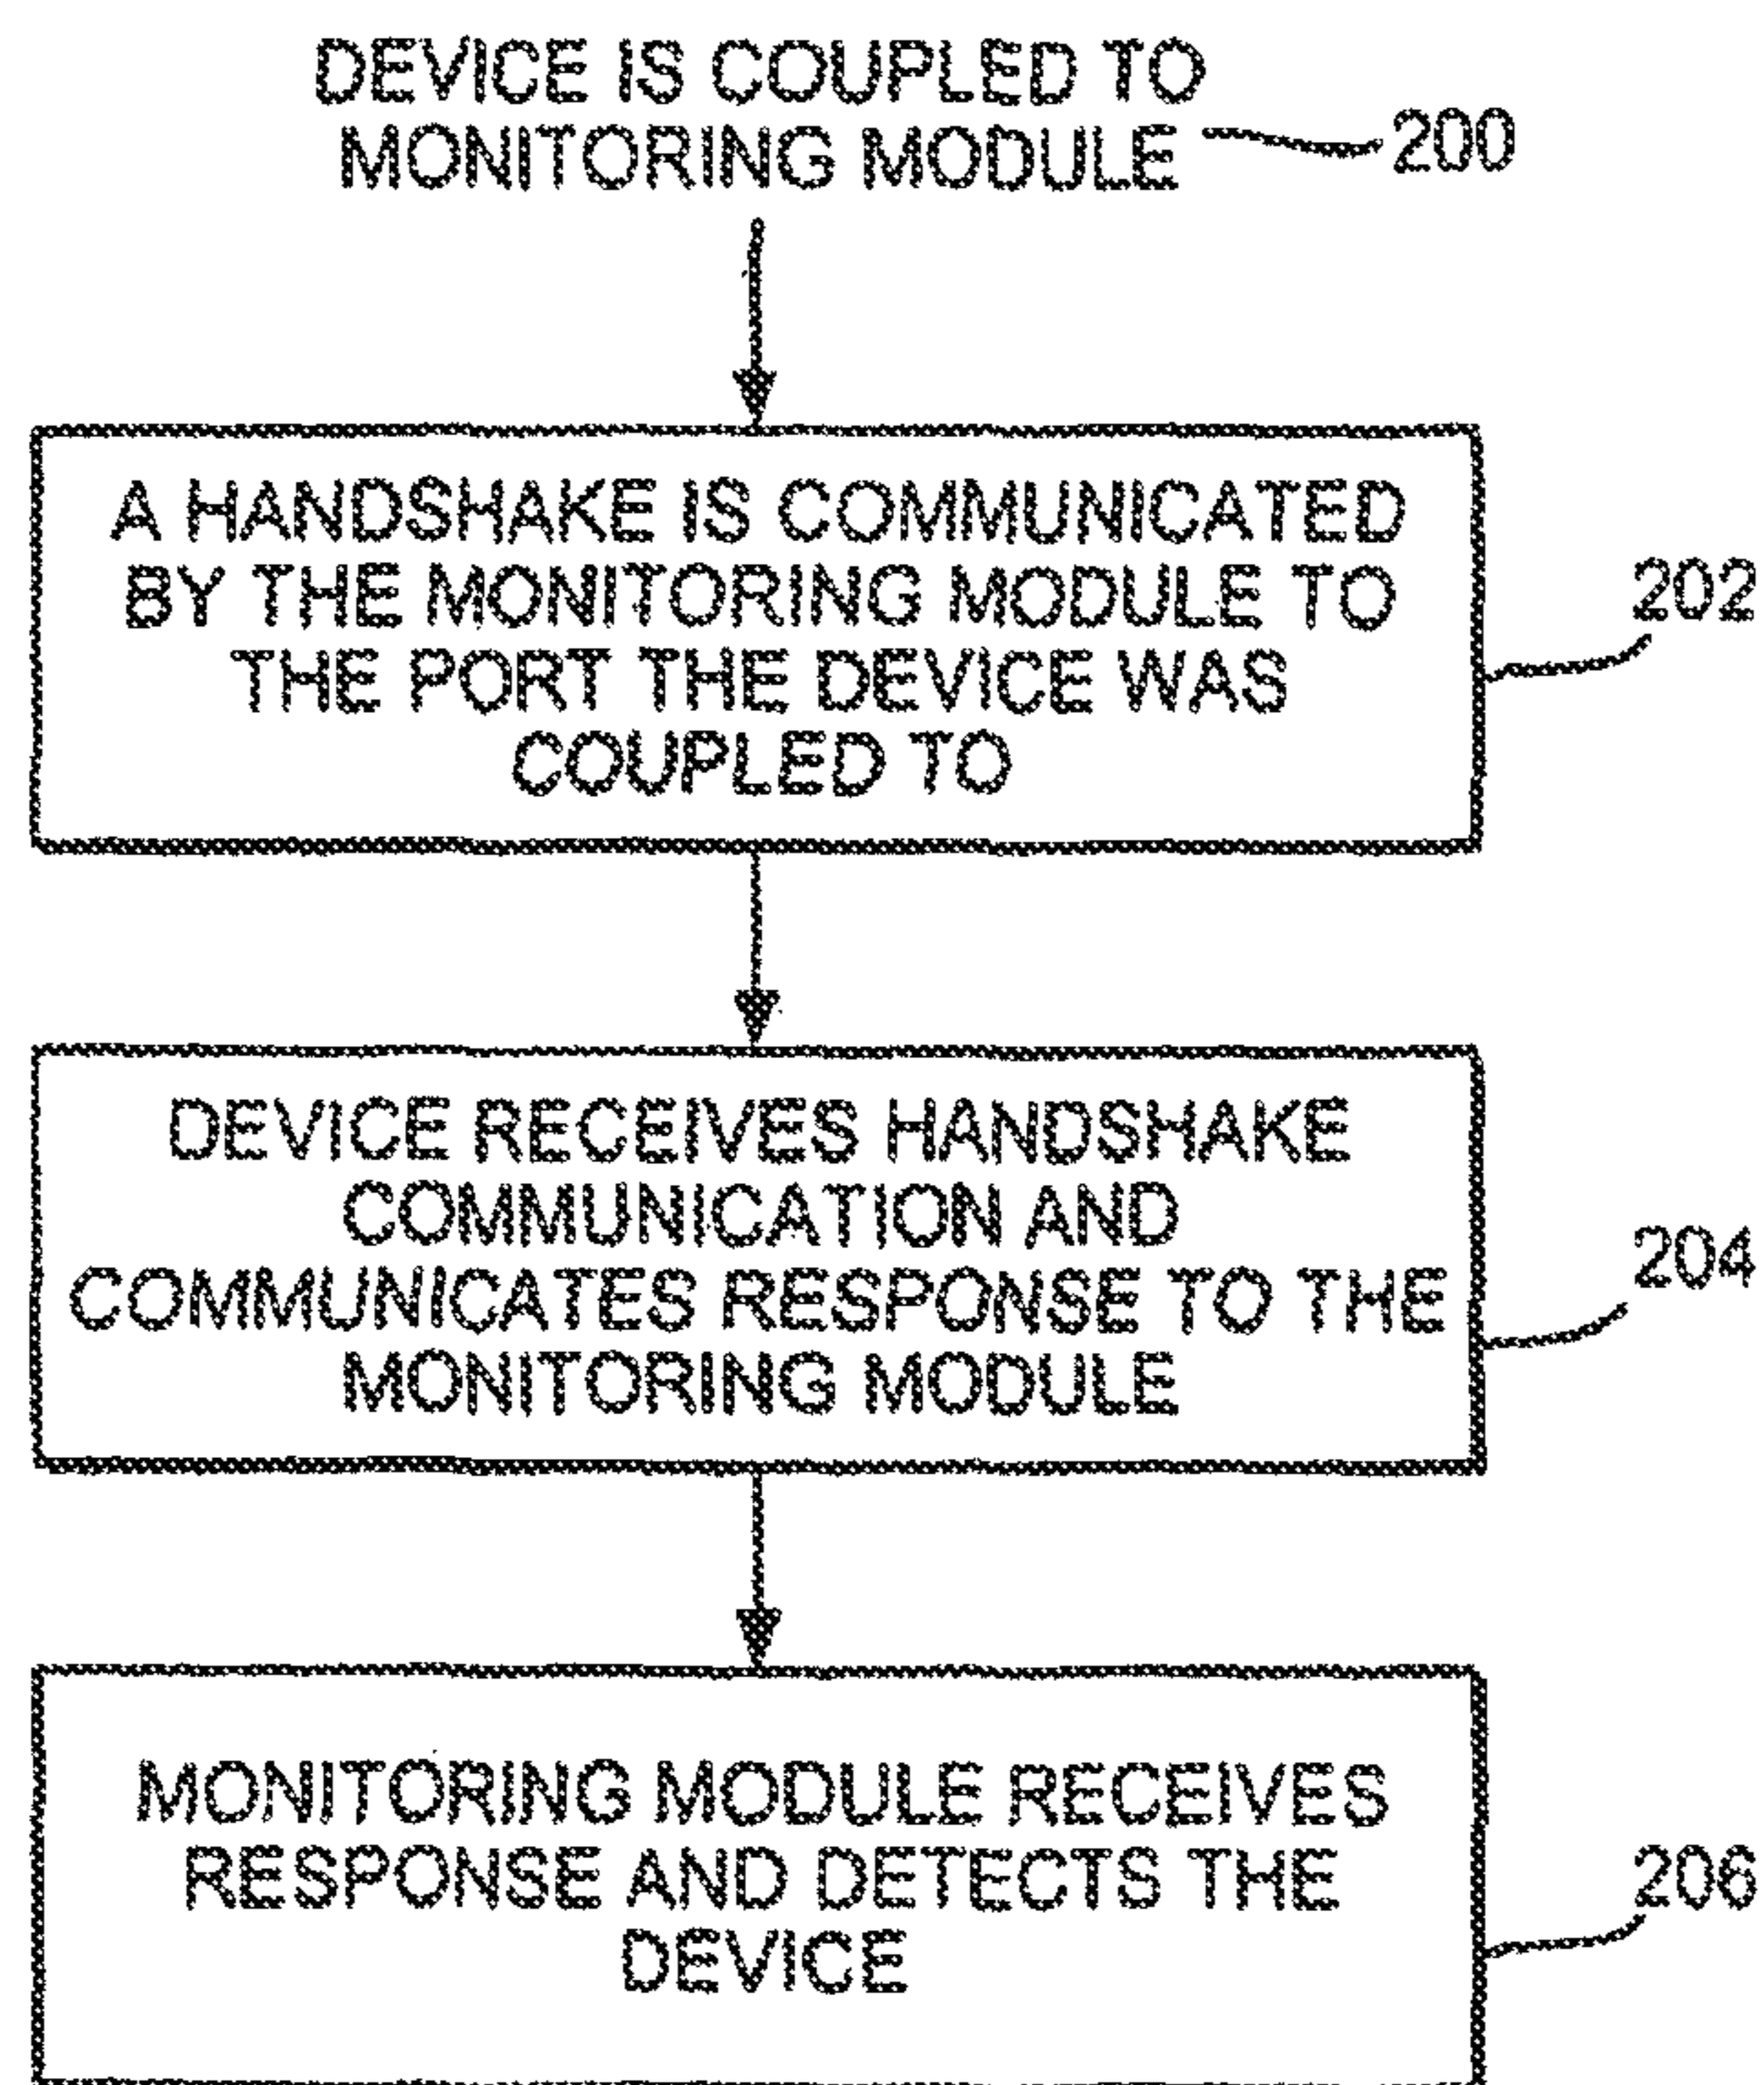 DEVICE IS COUPLED TO
MONITORING MODULE 200
A HANDSHAKE IS COMMUNICATED
BY THE MONITORING MODULE TO
THE PORT THE DEVICE WAS
COUPLED TO
202
DEVICE RECEIVES HANDSHAKE
COMMUNICATION AND
COMMUNICATES RESPONSE TO THE
MONITORING MODULE
204
MONITORING MODULE RECEIVES
RESPONSE AND DETECTS THE
DEVICE
206